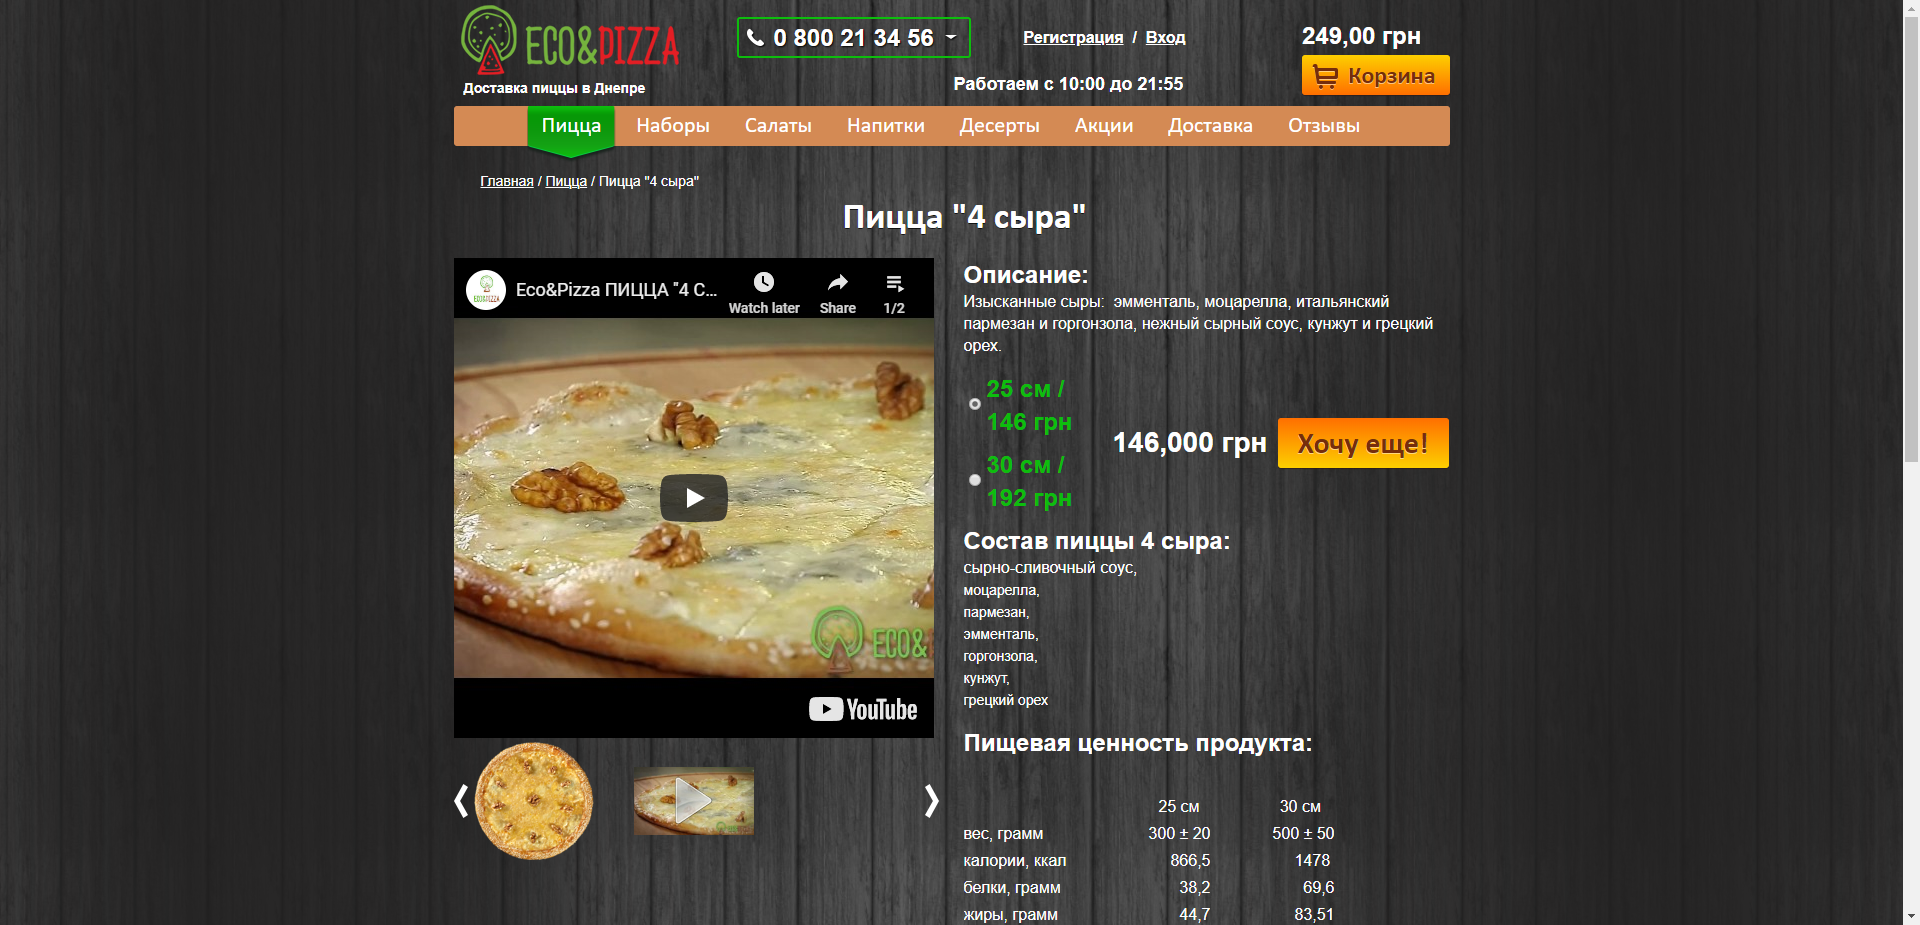 ECO&PIZZA
Доставка пиццы в Днепре
0 800 21 34 56
Регистрация / Вход
Работаем с 10:00 до 21:55
249,00 грн
Корзина
Пицца Наборы Салаты Напитки Десерты Акции Доставка Отзывы
Главная / Пицца / Пицца "4 сыра"
Пицца "4 сыра"
ECO&PIZZA
Eco&Pizza ПИЦЦА "4 С...
Watch later
Share
1/2
ECO&
YouTube
Описание:
Изысканные сыры: эмменталь, моцарелла, итальянский
пармезан и горгонзола, нежный сырный соус, кунжут и грецкий
орех.
25 см /
146 грн
30 см /
192 грн
146,000 грн
Хочу еще!
Состав пиццы 4 сыра:
сырно-сливочный соус,
моцарелла,
пармезан,
эмменталь,
горгонзола,
кунжут,
грецкий орех
Пищевая ценность продукта:
25 см 30 см
вес, грамм 300 ± 20 500 ± 50
калории, ккал 866,5 1478
белки, грамм 38,2 69,6
жиры, грамм 44,7 83,51